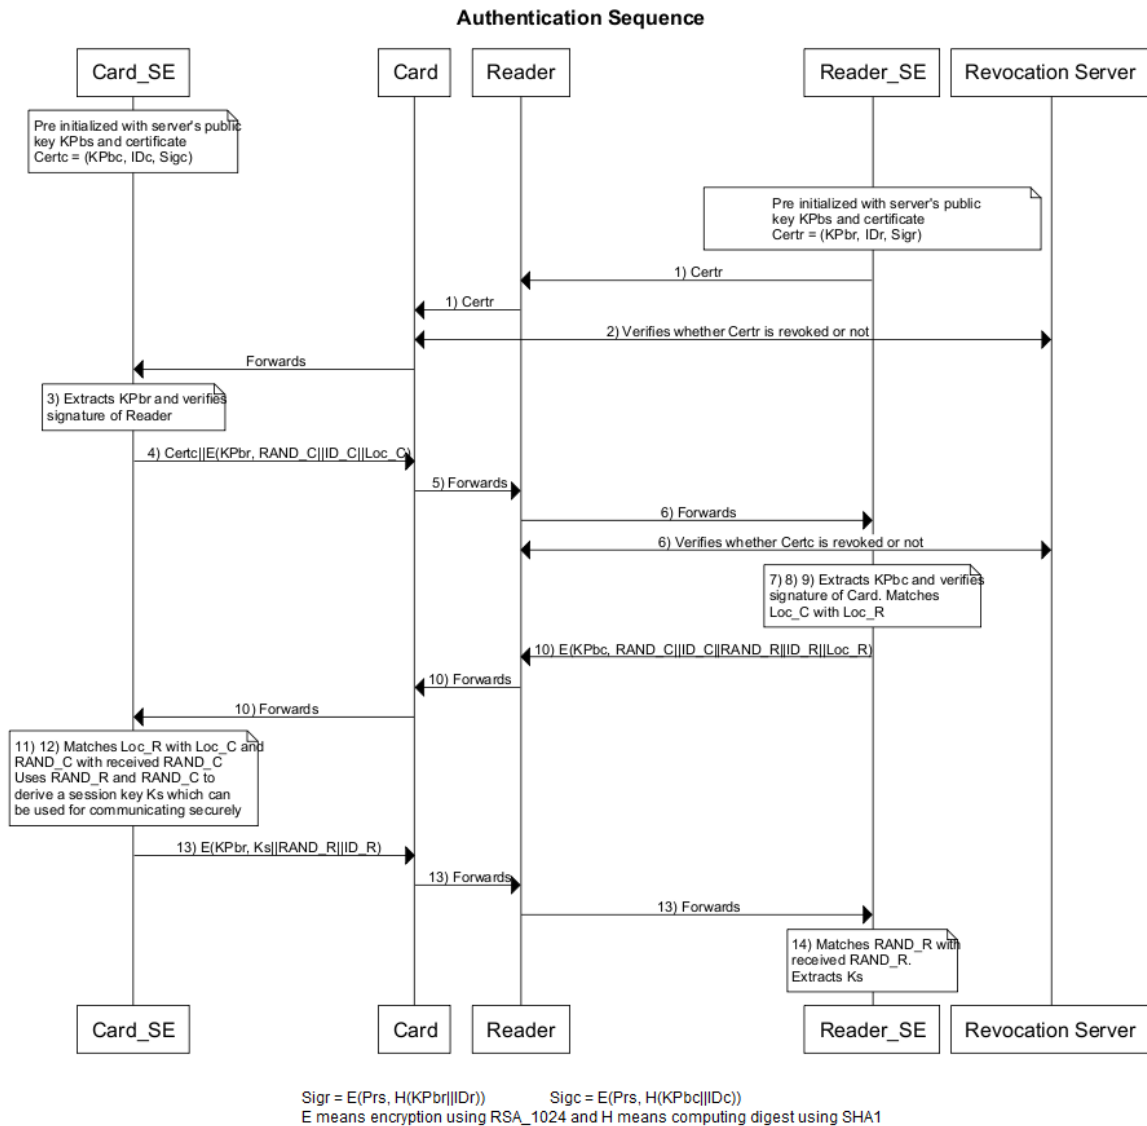 Authentication Sequence
Card_SE
Card
Reader
Reader_SE
Revocation Server
Pre initialized with server's public
key KPbs and certificate
Certc = (KPbc, IDc, Sigc)
Pre initialized with server's public
key KPbs and certificate
Certr = (KPbr, IDr, Sigr)
1) Certr
1) Certr
2) Verifies whether Certr is revoked or not
Forwards
3) Extracts KPbr and verifies
signature of Reader
4) Certc||E(KPbr, RAND_C||ID_C||Loc_C)
5) Forwards
6) Forwards
6) Verifies whether Certc is revoked or not
7) 8) 9) Extracts KPbc and verifies
signature of Card. Matches
Loc_C with Loc_R
10) E(KPbc, RAND_C||ID_C||RAND_R||ID_R||Loc_R)
10) Forwards
10) Forwards
11) 12) Matches Loc_R with Loc_C and
RAND_C with received RAND_C
Uses RAND_R and RAND_C to
derive a session key Ks which can
be used for communicating securely
13) E(KPbr, Ks||RAND_R||ID_R)
13) Forwards
13) Forwards
14) Matches RAND_R with
received RAND_R.
Extracts Ks
Card_SE
Card
Reader
Reader_SE
Revocation Server
Sigr = E(Prs, H(KPbr||IDr))
Sigc = E(Prs, H(KPbc||IDc))
E means encryption using RSA_1024 and H means computing digest using SHA1